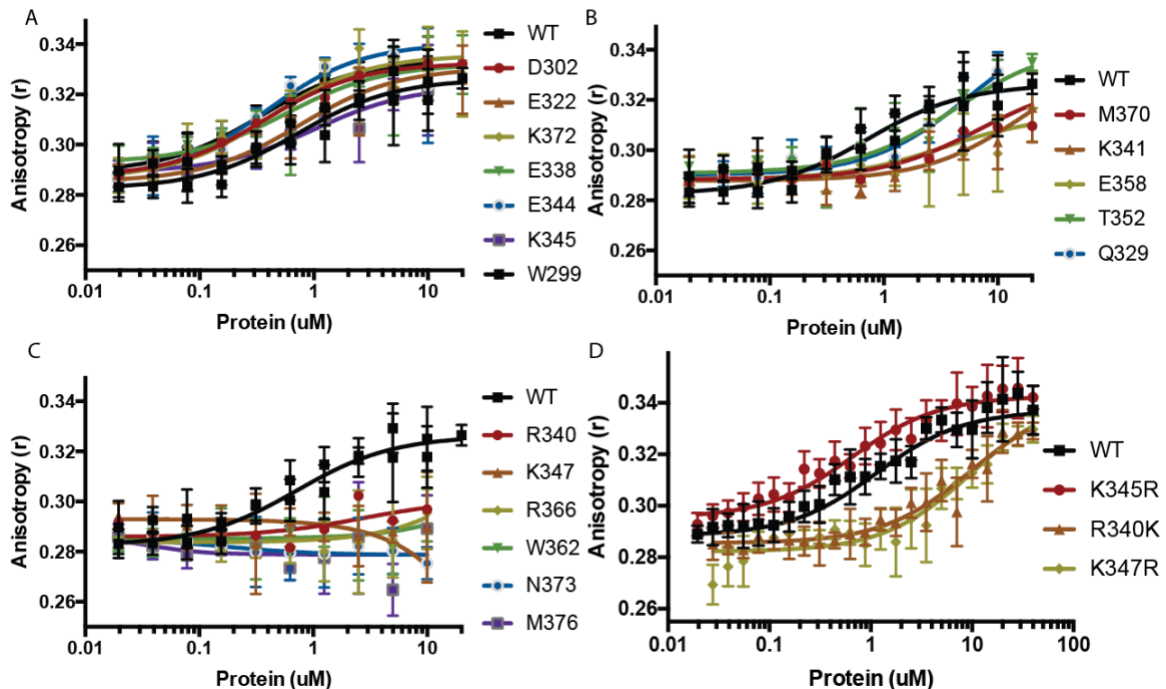 A
0.34
0.32
0.30
0.28
0.26
Anisotropy (r)
0.01
0.1
1
10
Protein (uM)
WT
D302
E322
K372
E338
E344
K345
W299
B
0.34
0.32
0.30
0.28
0.26
Anisotropy (r)
0.01
0.1
1
10
Protein (uM)
WT
M370
K341
E358
T352
Q329
C
0.34
0.32
0.30
0.28
0.26
Anisotropy (r)
0.01
0.1
1
10
Protein (uM)
WT
R340
K347
R366
W362
N373
M376
D
0.34
0.32
0.30
0.28
0.26
Anisotropy (r)
0.01
0.1
1
10
100
Protein (uM)
WT
K345R
R340K
K347R